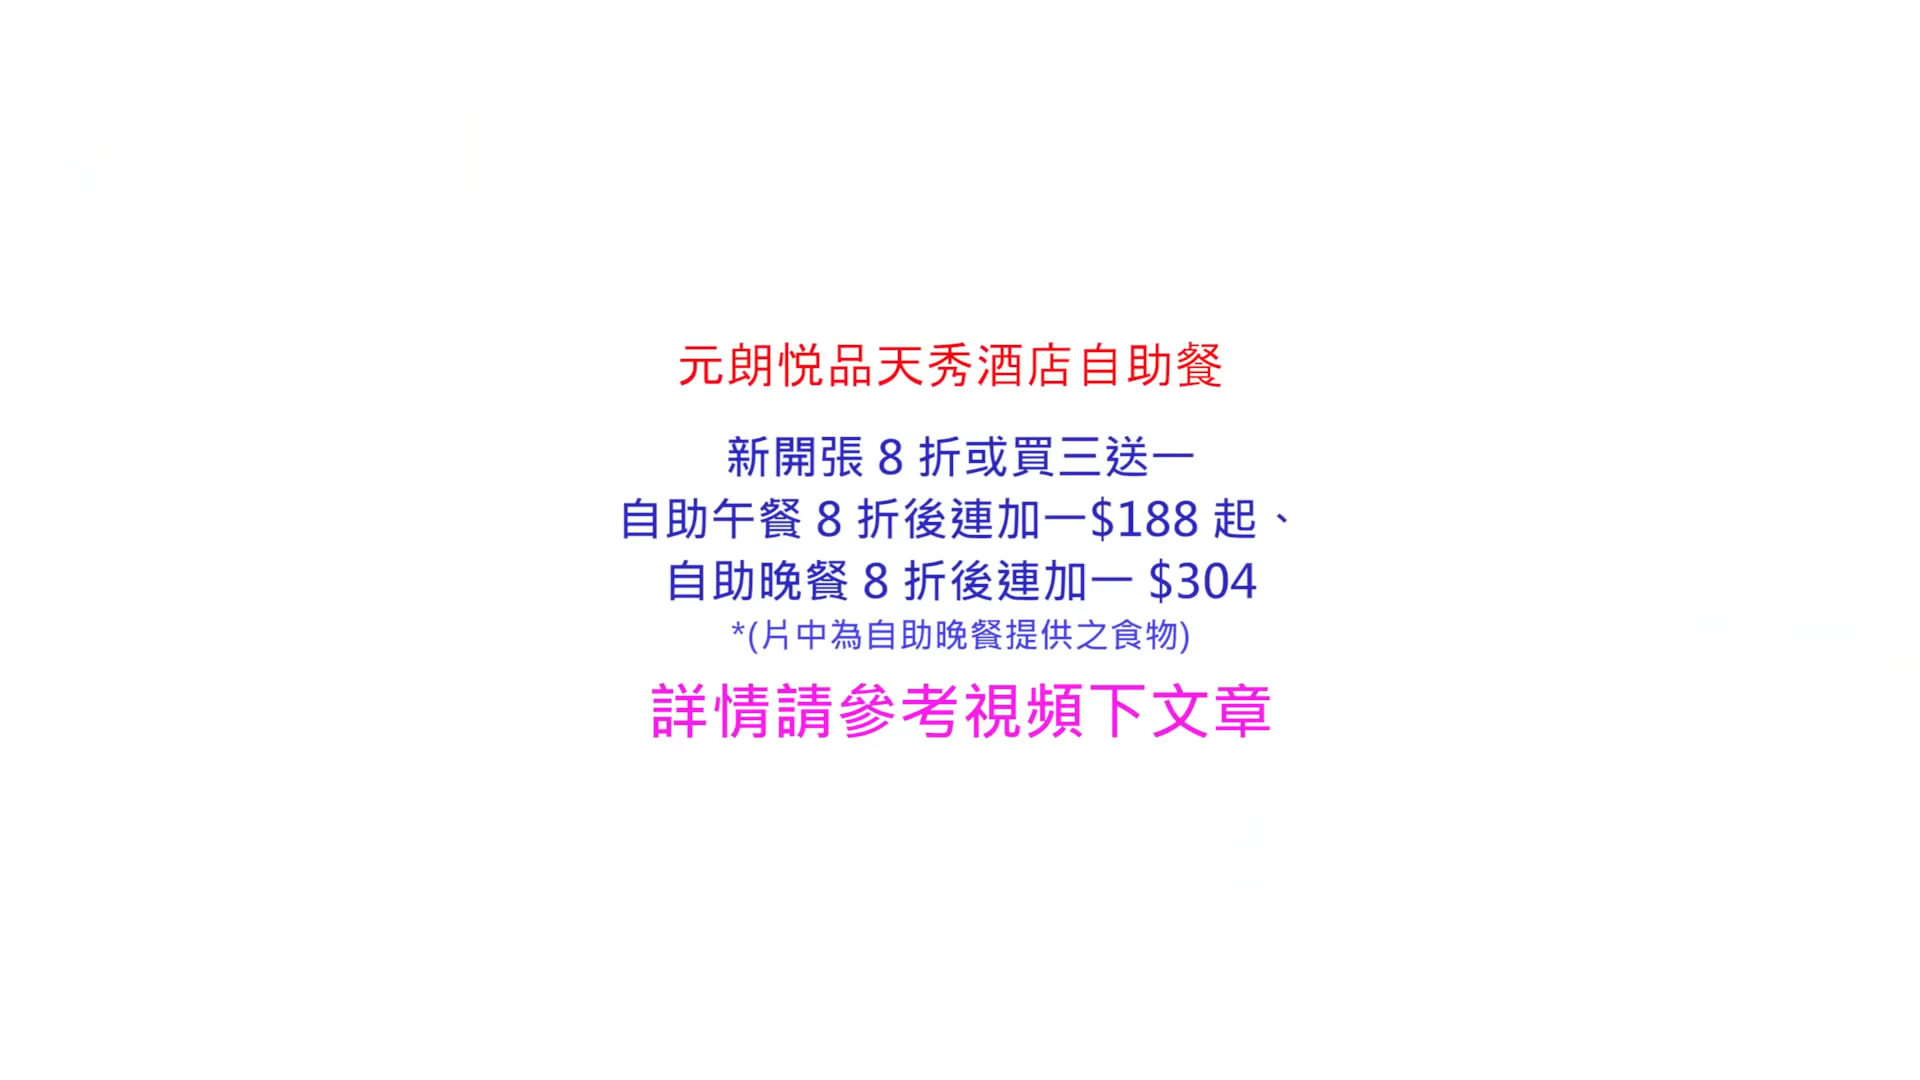 元朗悦品天秀酒店自助餐
新開張 8 折或買三送一
自助午餐 8 折後連加一$188 起、
自助晚餐 8 折後連加一 $304
*(片中為自助晚餐提供之食物)
詳情請參考視頻下文章